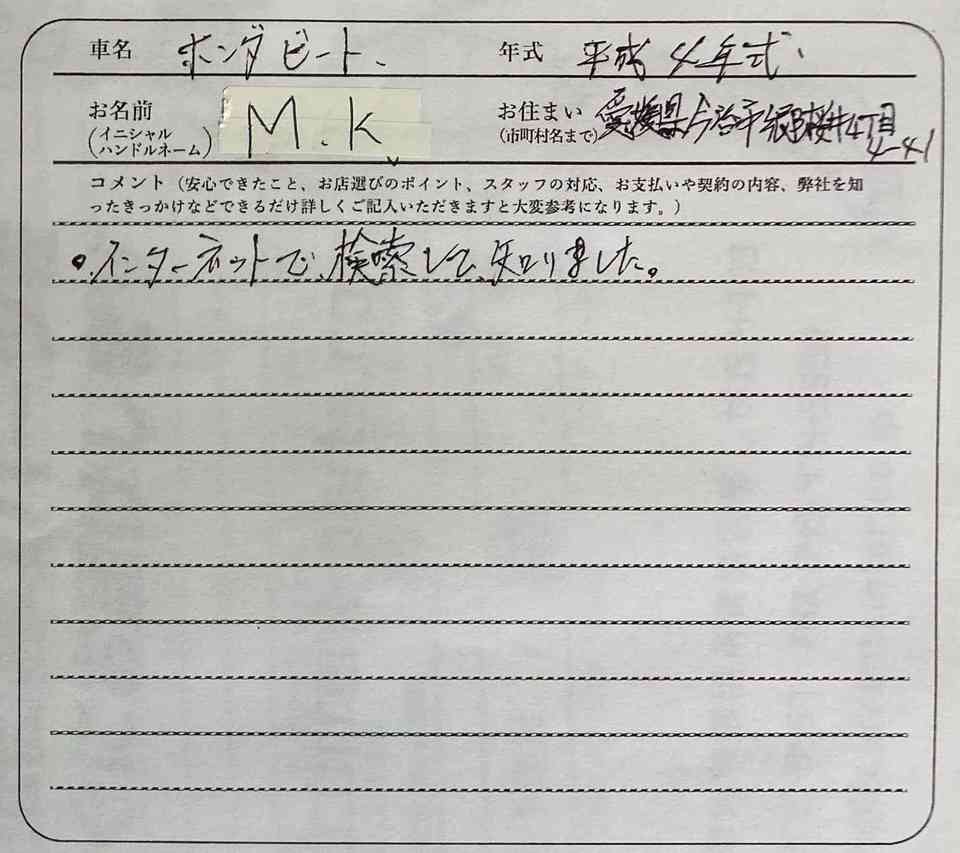 車名 ホンダビート、 年式 平成4年式
お名前 (イニシャル ハンドルネーム) M.K お住まい (市町村名まで) 愛媛県今治市 桜井4丁目
4-41
コメント（安心できたこと、お店選びのポイント、スタッフの対応、お支払いや契約の内容、弊社を知
ったきっかけなどできるだけ詳しくご記入いただきますと大変参考になります。）
。インターネットで、検索して、知りました。